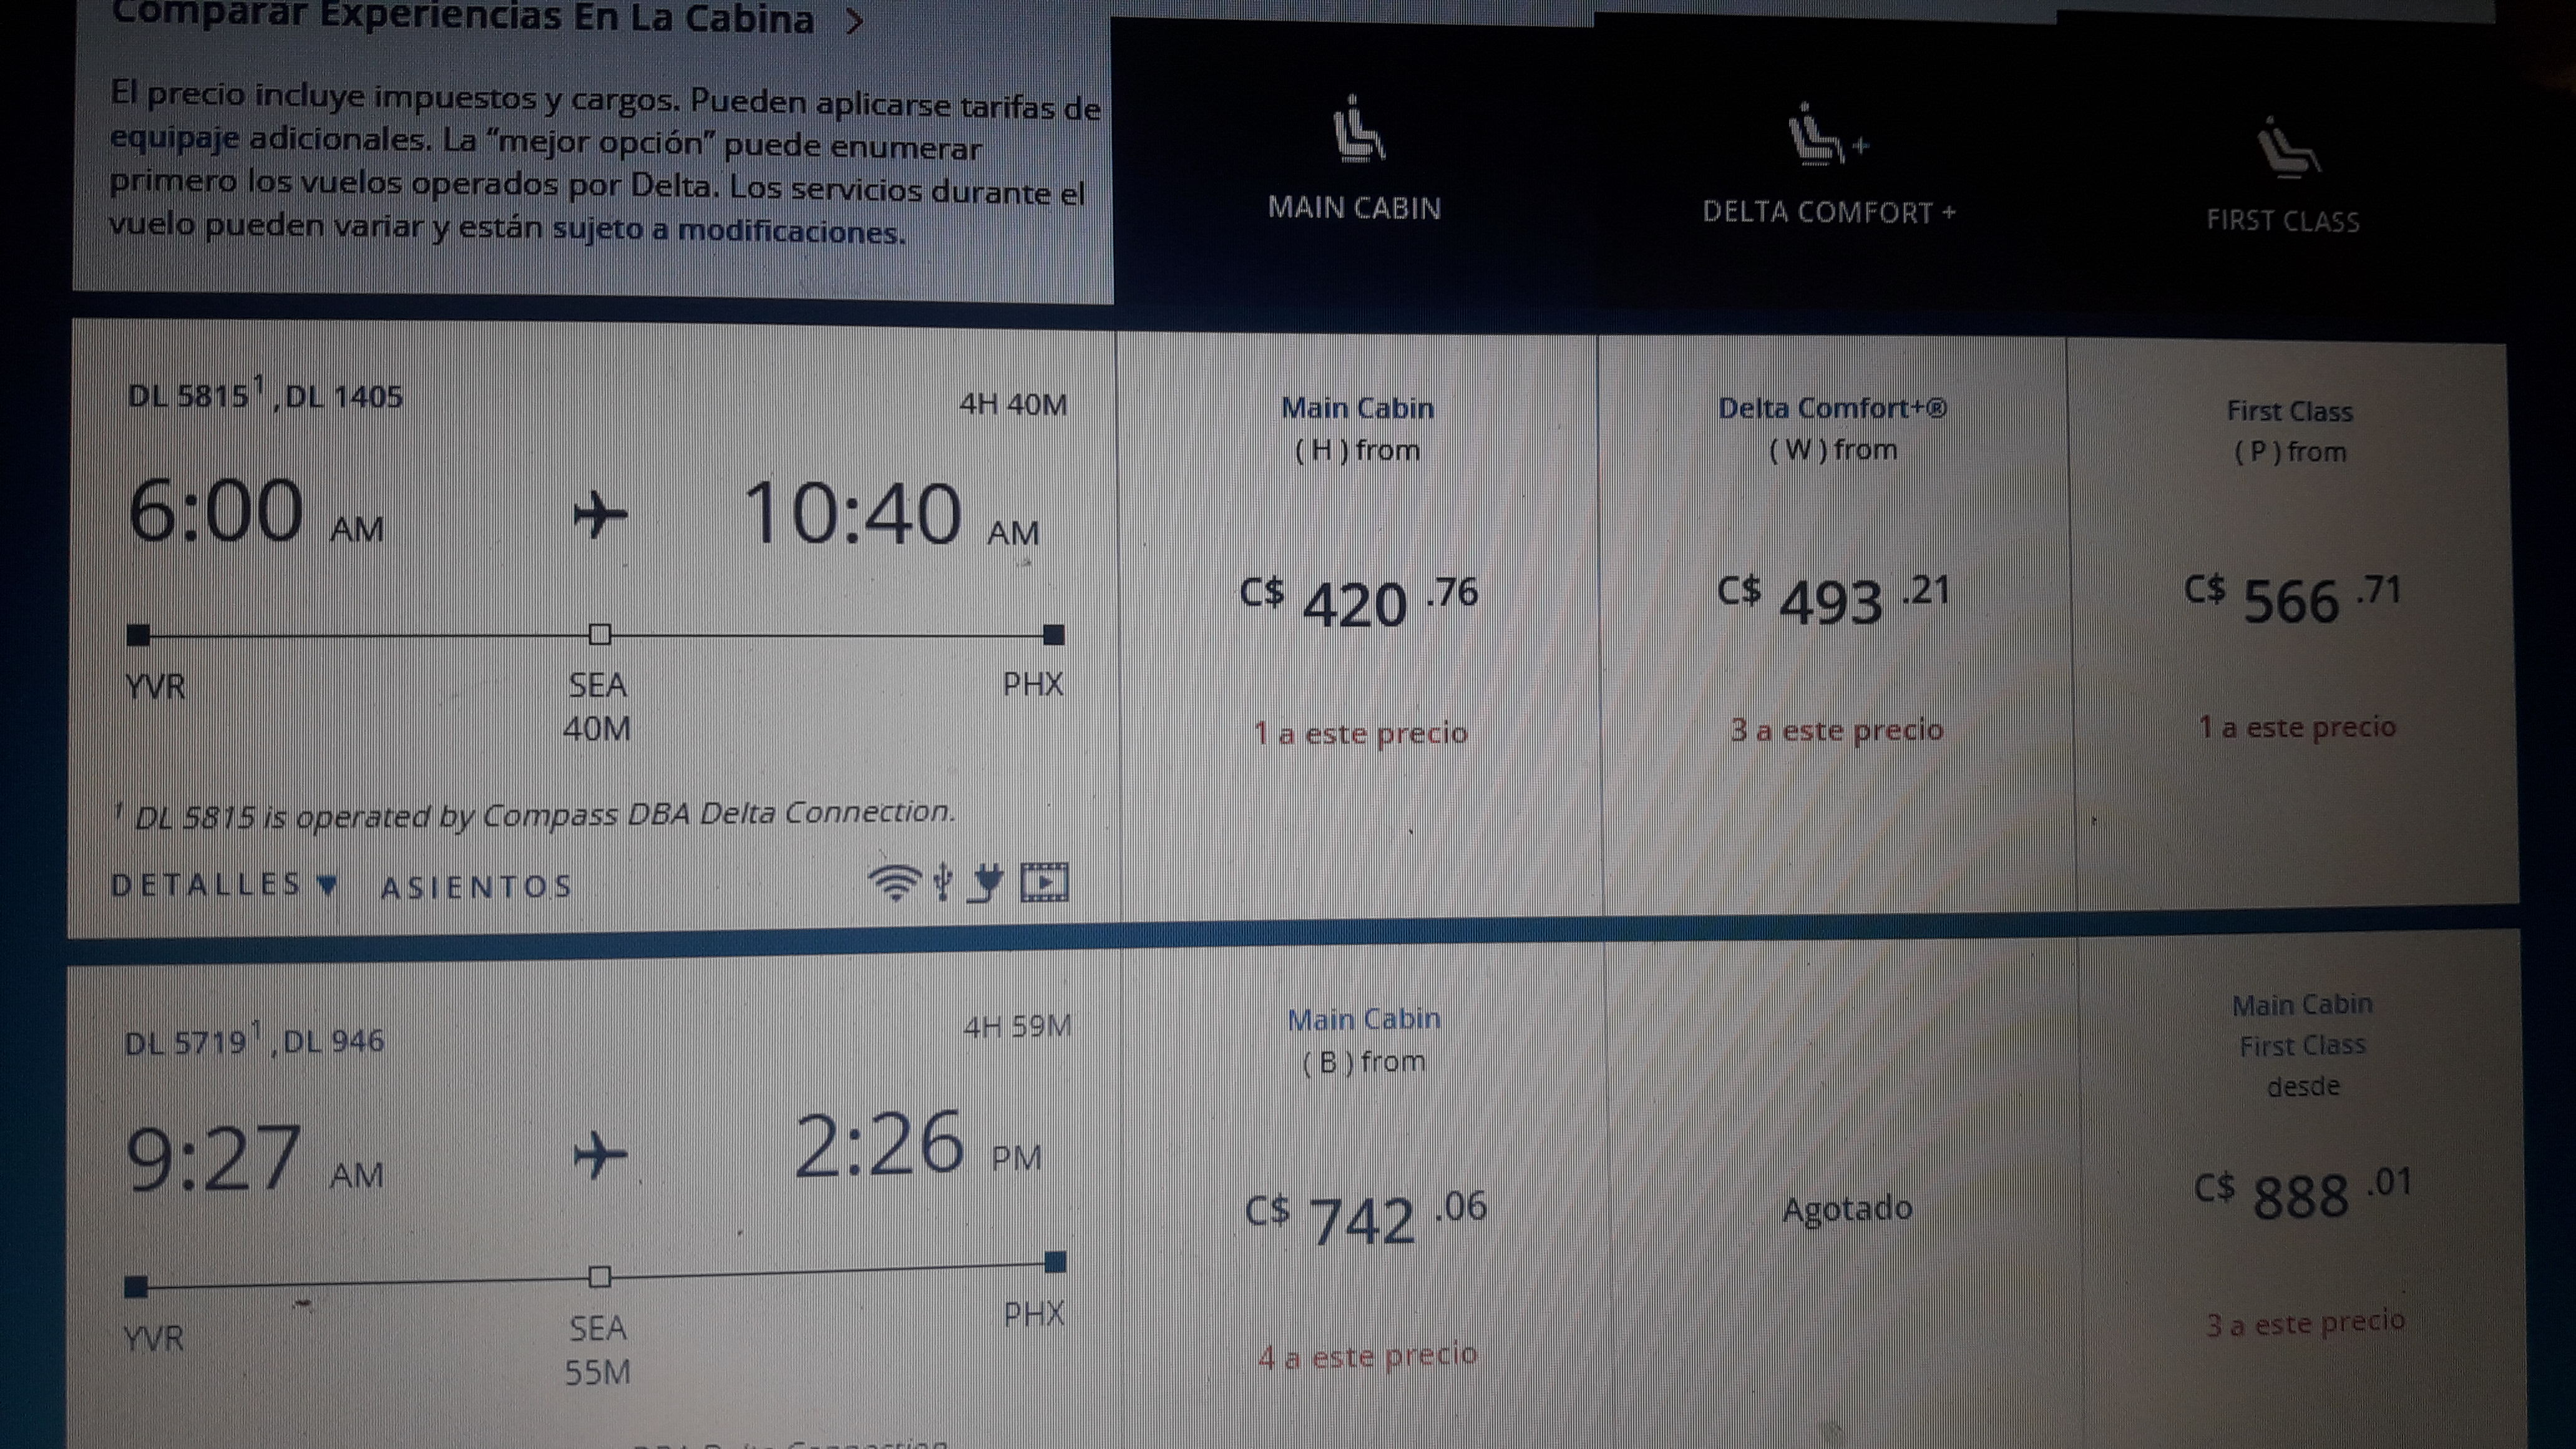 Comparar Experiencias En La Cabina >
El precio incluye impuestos y cargos. Pueden aplicarse tarifas de
equipaje adicionales. La “mejor opción” puede enumerar
primero los vuelos operados por Delta. Los servicios durante el
vuelo pueden variar y están sujeto a modificaciones.
MAIN CABIN
DELTA COMFORT +
FIRST CLASS
DL 5815¹, DL 1405
4H 40M
6:00 AM
10:40 AM
YVR
SEA
40M
PHX
¹ DL 5815 is operated by Compass DBA Delta Connection.
DETALLES ▼ ASIENTOS
Main Cabin
( H ) from
C$ 420.76
1 a este precio
Delta Comfort+®
( W ) from
C$ 493.21
3 a este precio
First Class
( P ) from
C$ 566.71
1 a este precio
DL 5719¹, DL 946
4H 59M
9:27 AM
2:26 PM
YVR
SEA
55M
PHX
Main Cabin
( B ) from
C$ 742.06
4 a este precio
Agotado
Main Cabin
First Class
desde
C$ 888.01
3 a este precio